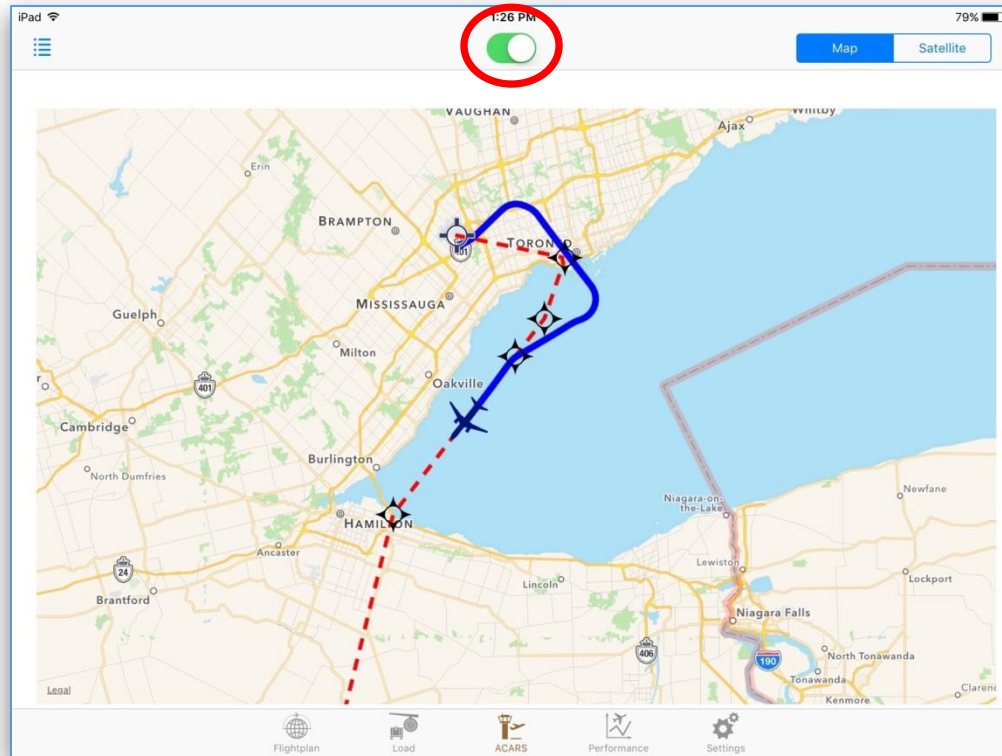 iPad 1:26 PM 79%
Map Satellite
VAUGHAN
Whitby
Ajax
Erin
BRAMPTON
TORONTO
401
MISSISSAUGA
Guelph
Milton
401
Oakville
Cambridge
Burlington
North Dumfries
Niagara-on-
the-Lake
Newfane
HAMILTON
Ancaster
24
Lewiston
Lincoln
Lockport
Brantford
Niagara Falls
406
190
North Tonawanda
Tonawanda
Legal
Kenmore
Flightplan Load ACARS Performance Settings